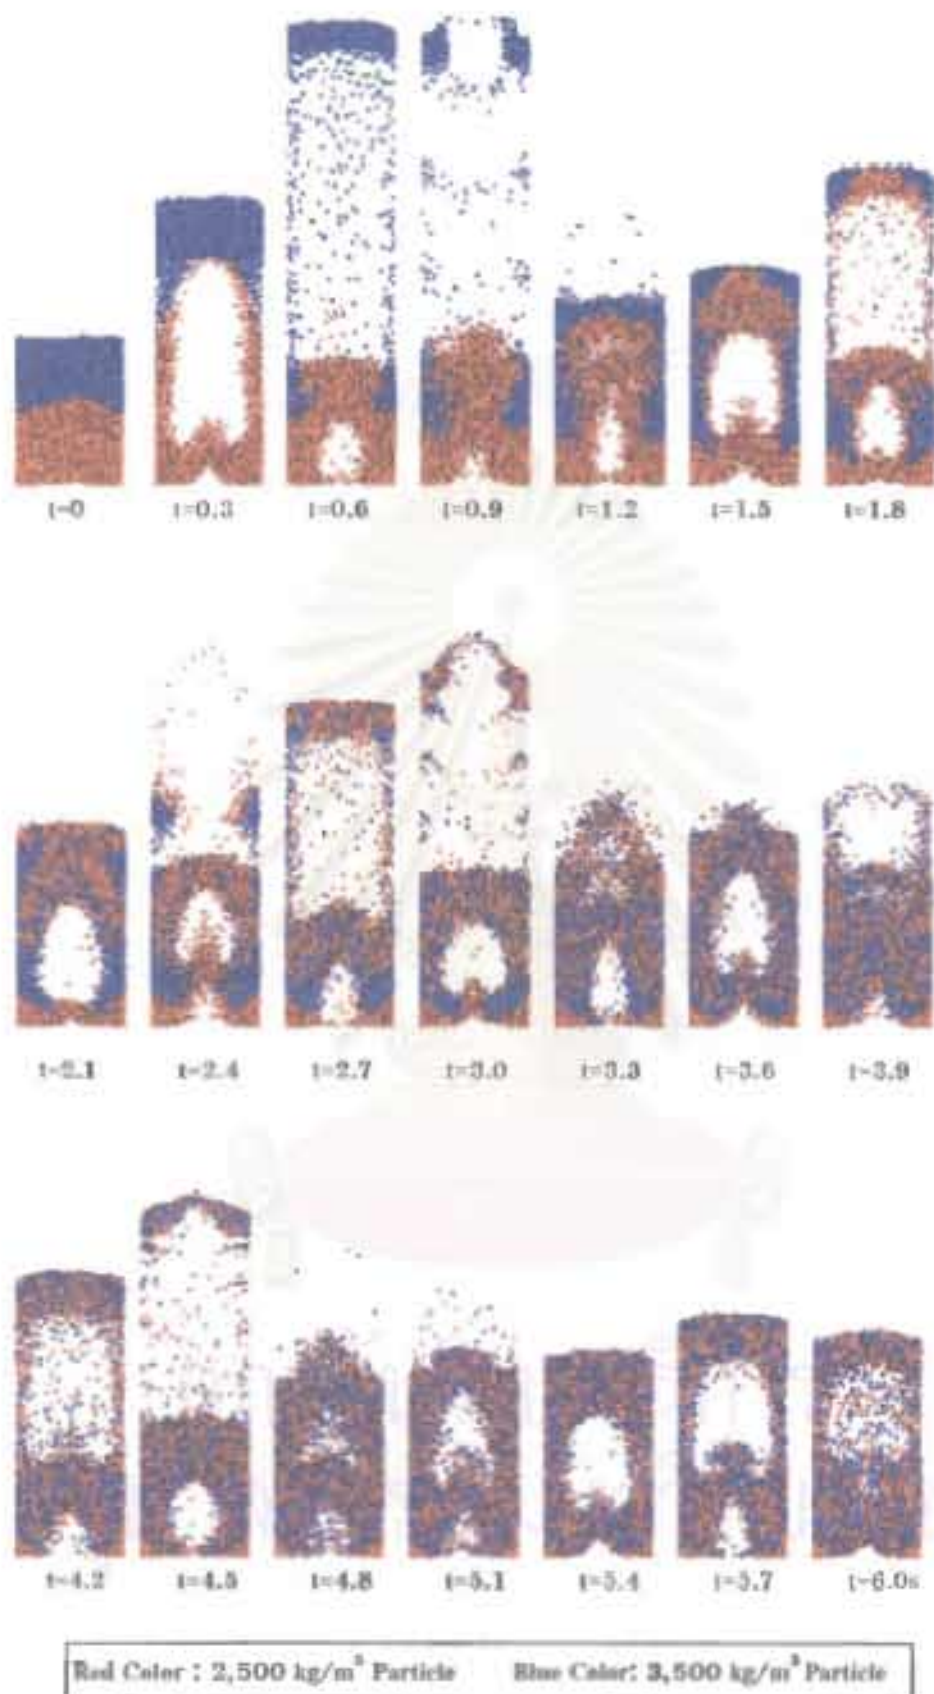 t=0 t=0.3 t=0.6 t=0.9 t=1.2 t=1.5 t=1.8
t=2.1 t=2.4 t=2.7 t=3.0 t=3.3 t=3.6 t=3.9
t=4.2 t=4.5 t=4.8 t=5.1 t=5.4 t=5.7 t=6.0s
Red Color : 2,500 kg/m³ Particle Blue Color: 3,500 kg/m³ Particle